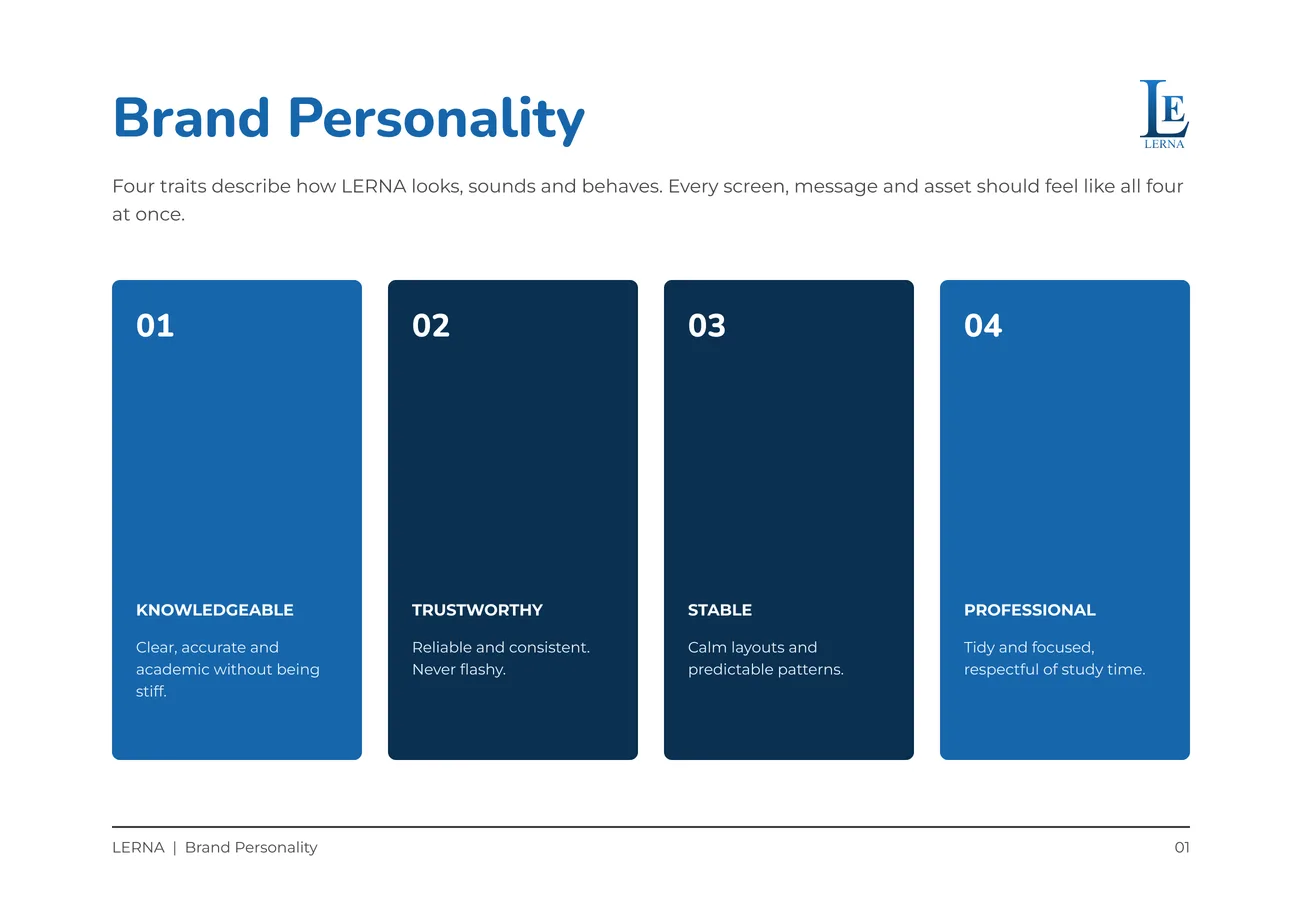 Brand Personality
LE
LERNA
Four traits describe how LERNA looks, sounds and behaves. Every screen, message and asset should feel like all four
at once.
01
KNOWLEDGEABLE
Clear, accurate and
academic without being
stiff.
02
TRUSTWORTHY
Reliable and consistent.
Never flashy.
03
STABLE
Calm layouts and
predictable patterns.
04
PROFESSIONAL
Tidy and focused,
respectful of study time.
LERNA | Brand Personality
01